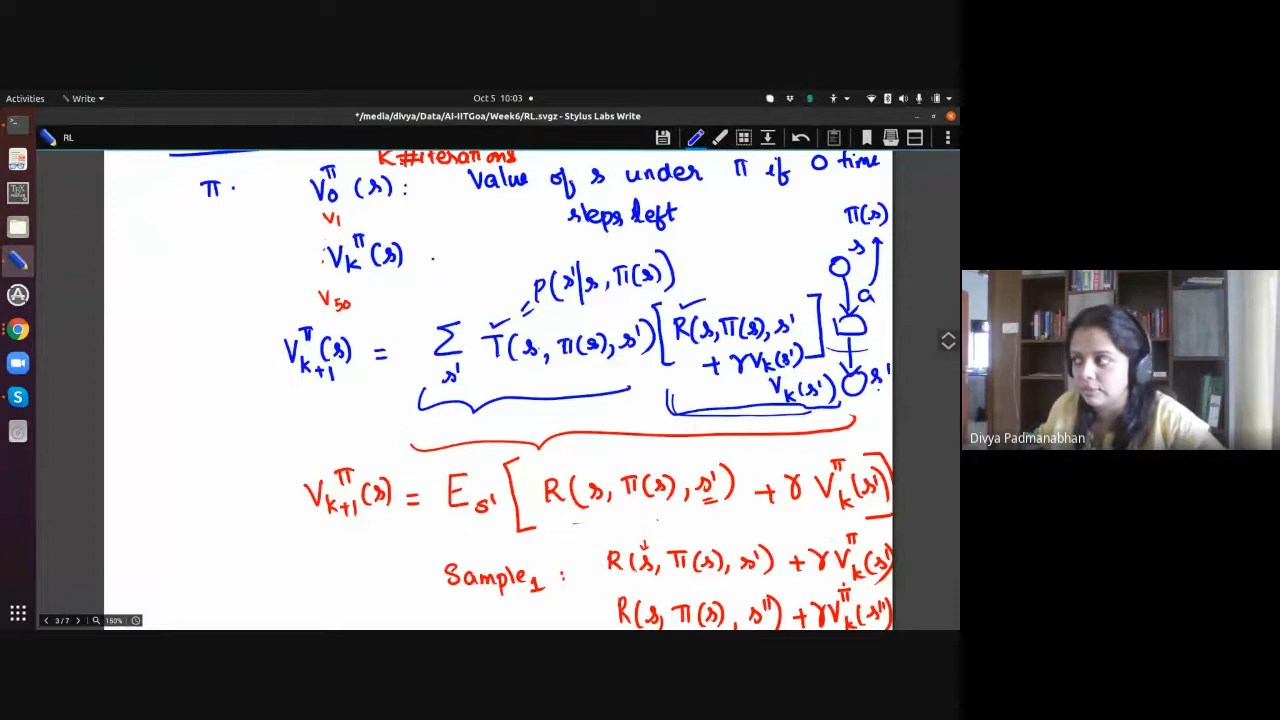 Activities Write Oct 5 10:03
*/media/divya/Data/AI-IITGoa/Week6/RL.svgz - Stylus Labs Write
RL
K#iterations
π. V₀^π(s): Value of s under π if 0 time
steps left
V₁
π(s)
V_k^π(s) .
s
P(s'|s, π(s))
V₅₀
a
V_{k+1}^π(s) = Σ_{s'} T(s, π(s), s') [R(s, π(s), s'
+ γV_k(s')]
V_k(s') s'
Divya Padmanabhan
V_{k+1}^π(s) = E_{s'} [ R(s, π(s), s') + γ V_k^π(s') ]
Sample₁ : R(s, π(s), s') + γV_k^π(s')
R(s, π(s), s'') + γV_k^π(s'')
3/7 150%